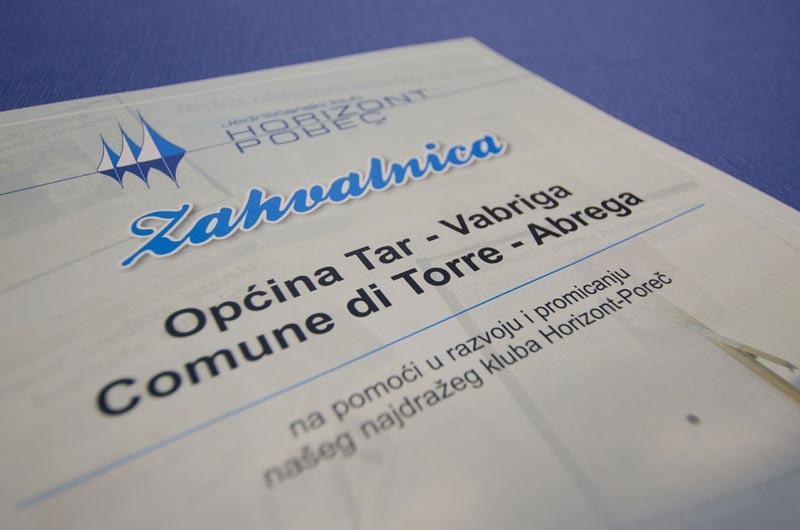 Jedriličarski klub
HORIZONT
POREČ
Zahvalnica
Općina Tar - Vabriga
Comune di Torre - Abrega
na pomoći u razvoju i promicanju
našeg najdražeg kluba Horizont-Poreč